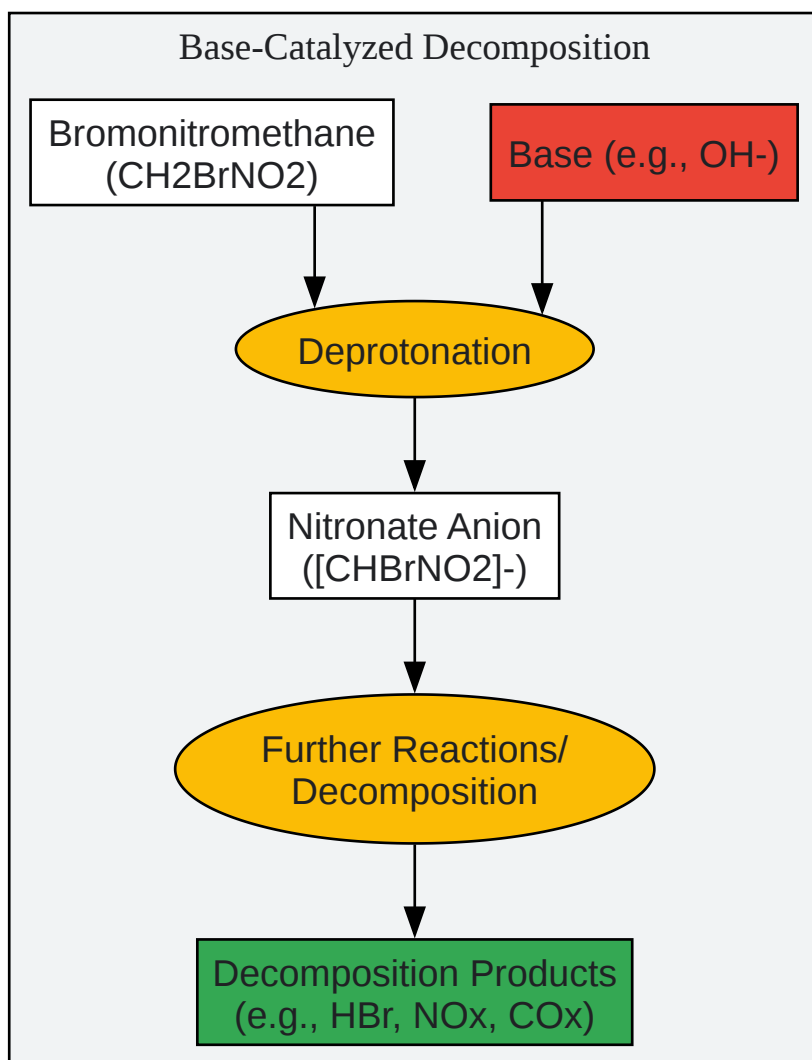 Base-Catalyzed Decomposition
Bromonitromethane
(CH2BrNO2)
Base (e.g., OH-)
Deprotonation
Nitronate Anion
([CHBrNO2]-)
Further Reactions/
Decomposition
Decomposition Products
(e.g., HBr, NOx, COx)